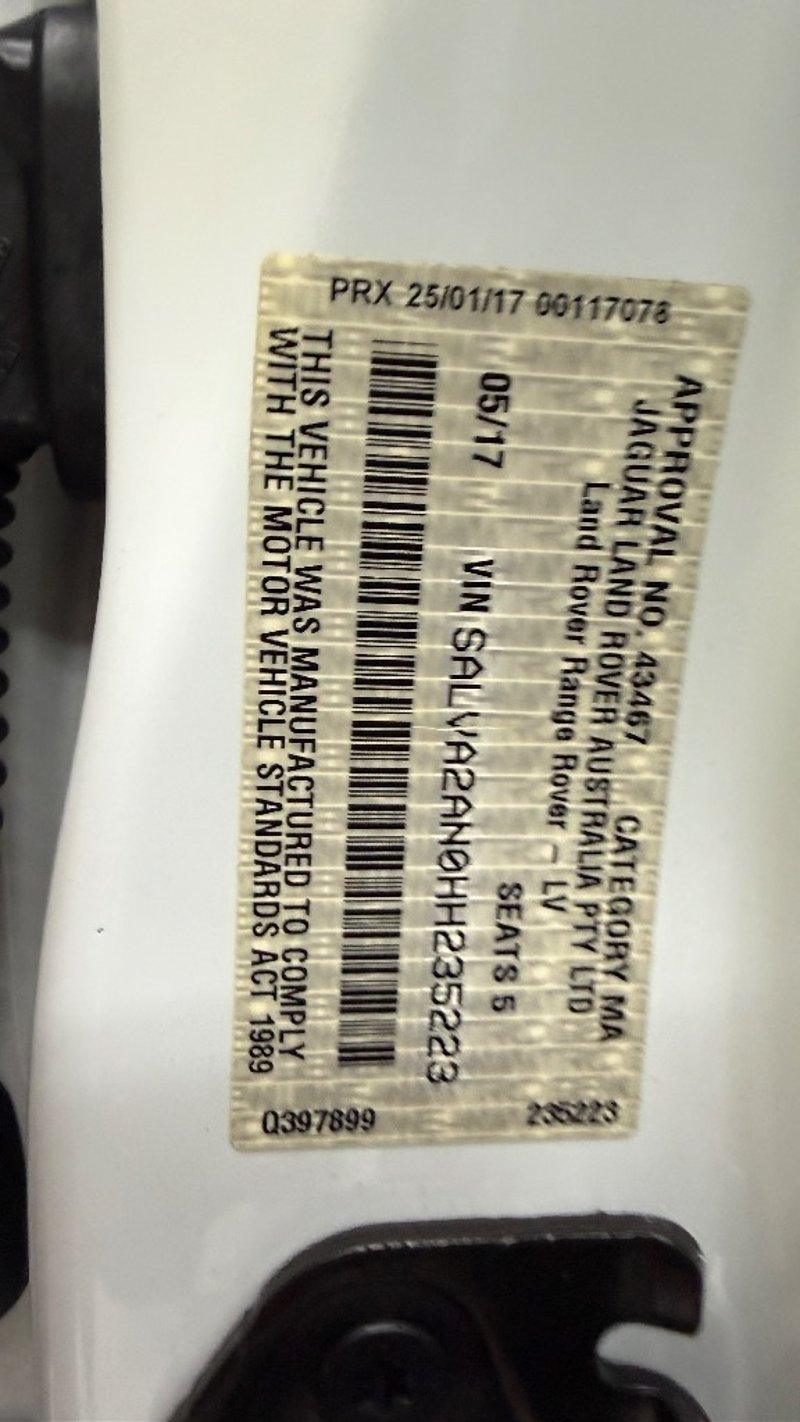 PRX 25/01/17 00117078
APPROVAL NO. 43467 CATEGORY MA
JAGUAR LAND ROVER AUSTRALIA PTY LTD
Land Rover Range Rover - LV
05/17 SEATS 5
VIN SALVA2AN0HH235223
THIS VEHICLE WAS MANUFACTURED TO COMPLY
WITH THE MOTOR VEHICLE STANDARDS ACT 1989
Q397899 235223